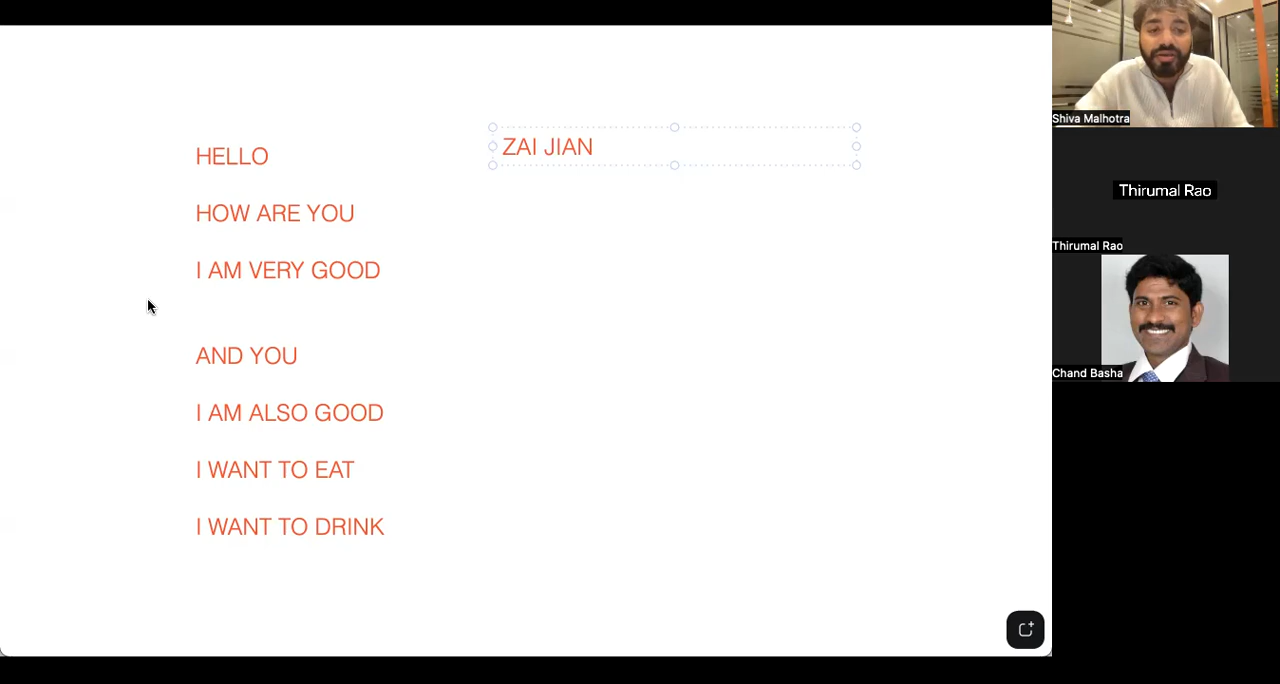 HELLO
HOW ARE YOU
I AM VERY GOOD
AND YOU
I AM ALSO GOOD
I WANT TO EAT
I WANT TO DRINK
ZAI JIAN
Shiva Malhotra
Thirumal Rao
Thirumal Rao
Chand Basha